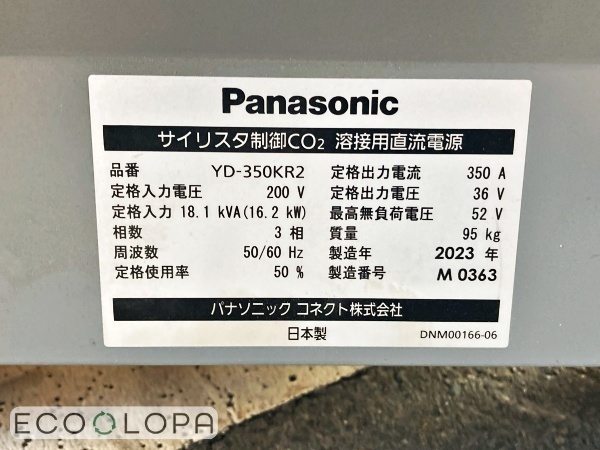 Panasonic
サイリスタ制御CO₂ 溶接用直流電源
品番 YD-350KR2 定格出力電流 350 A
定格入力電圧 200 V 定格出力電圧 36 V
定格入力 18.1 kVA(16.2 kW) 最高無負荷電圧 52 V
相数 3 相 質量 95 kg
周波数 50/60 Hz 製造年 2023 年
定格使用率 50 % 製造番号 M 0363
パナソニック コネクト株式会社
日本製 DNM00166-06
ECOOLOPA